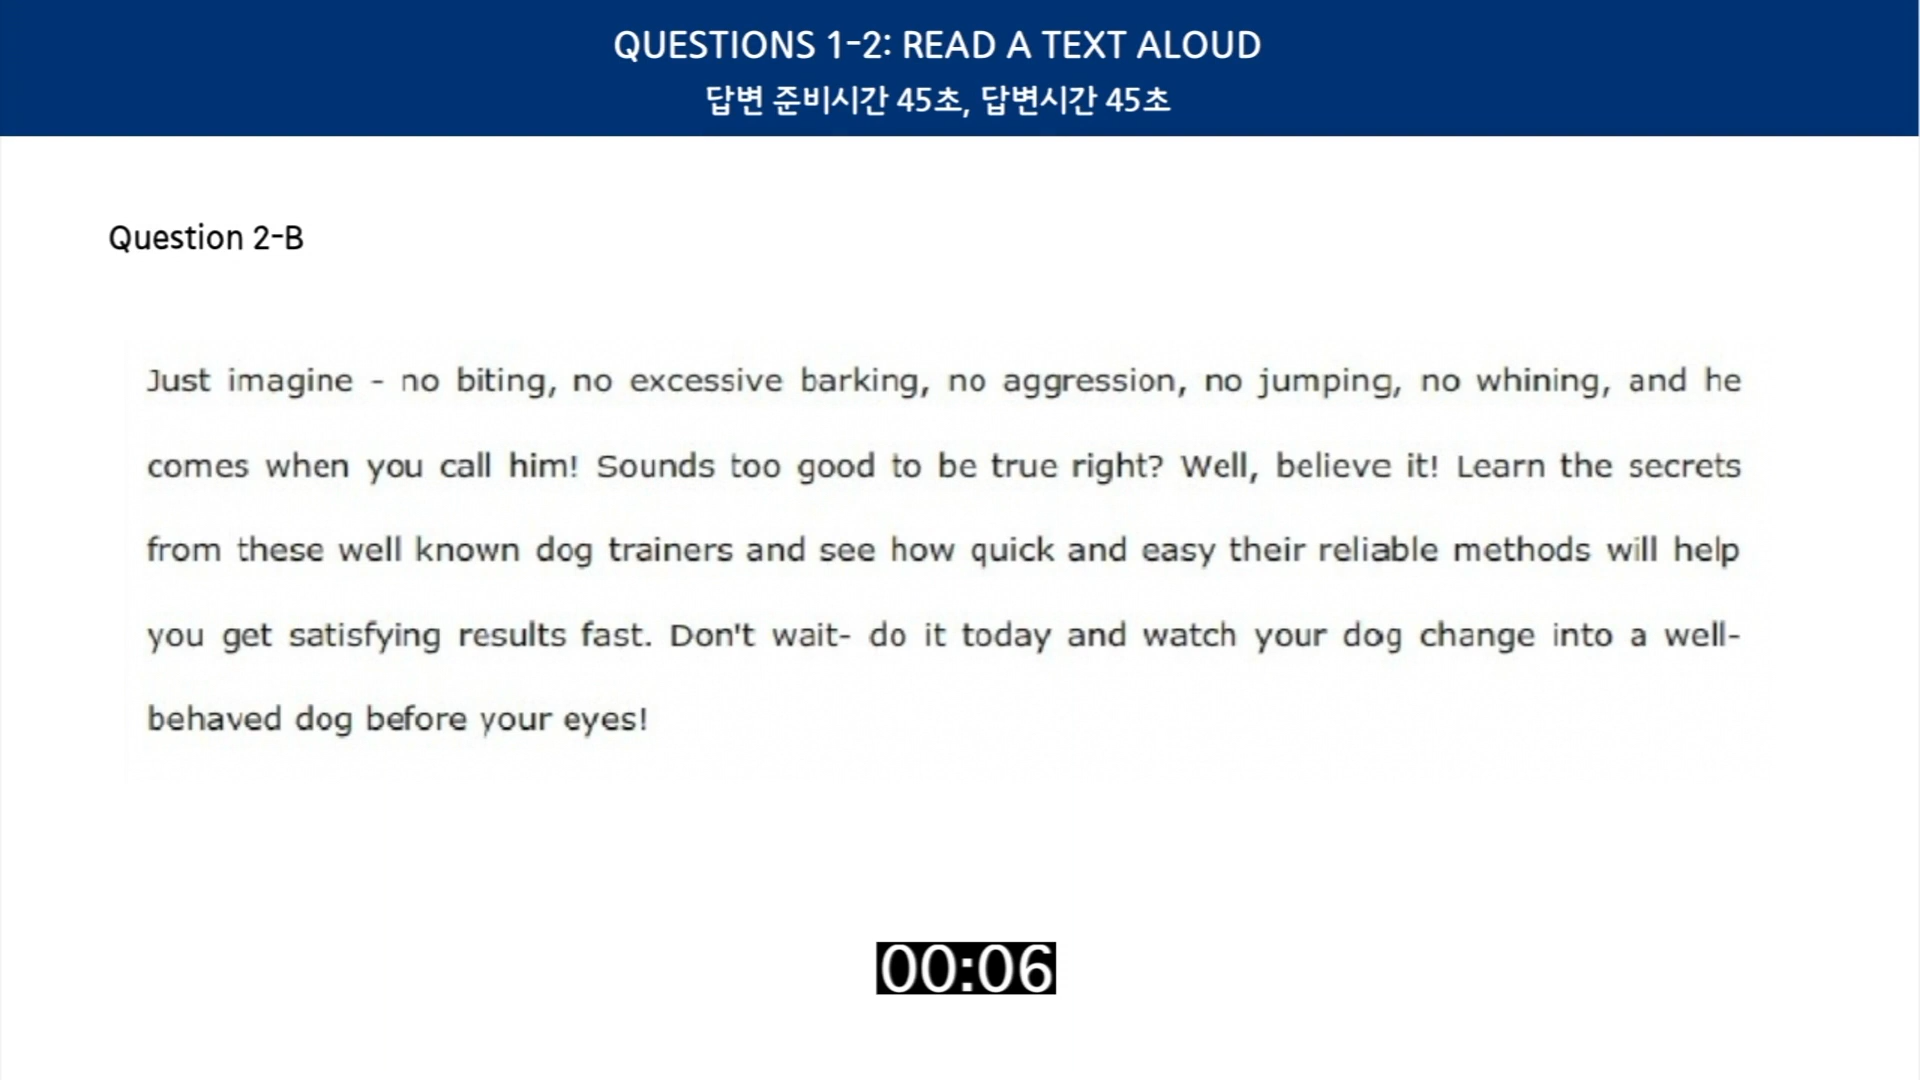 QUESTIONS 1-2: READ A TEXT ALOUD
답변 준비시간 45초, 답변시간 45초
Question 2-B
Just imagine - no biting, no excessive barking, no aggression, no jumping, no whining, and he
comes when you call him! Sounds too good to be true right? Well, believe it! Learn the secrets
from these well known dog trainers and see how quick and easy their reliable methods will help
you get satisfying results fast. Don't wait- do it today and watch your dog change into a well-
behaved dog before your eyes!
00:06